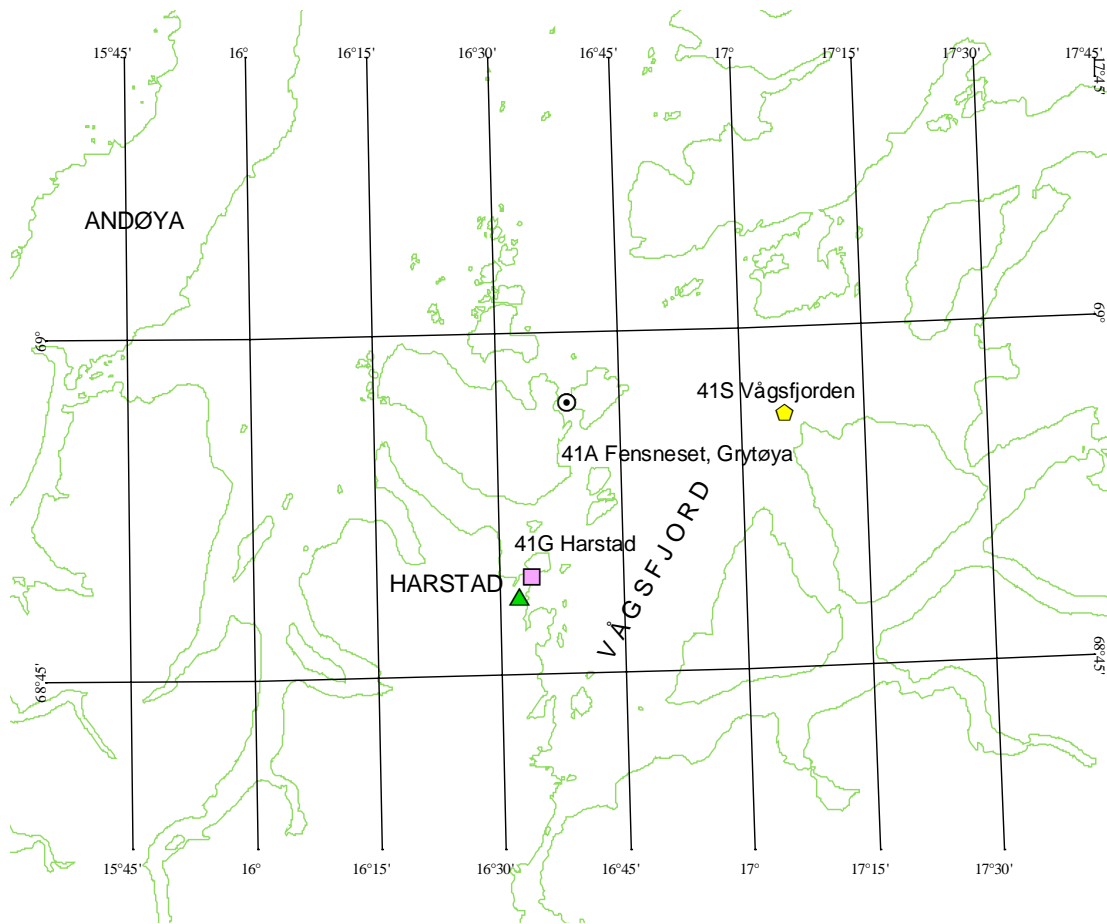 15°45' 16° 16°15' 16°30' 16°45' 17° 17°15' 17°30' 17°45'
17°45'
ANDØYA
69° 69°
41S Vågsfjorden
41A Fensneset, Grytøya
VÅGSFJORD
41G Harstad
HARSTAD
68°45' 68°45'
15°45' 16° 16°15' 16°30' 16°45' 17° 17°15' 17°30'